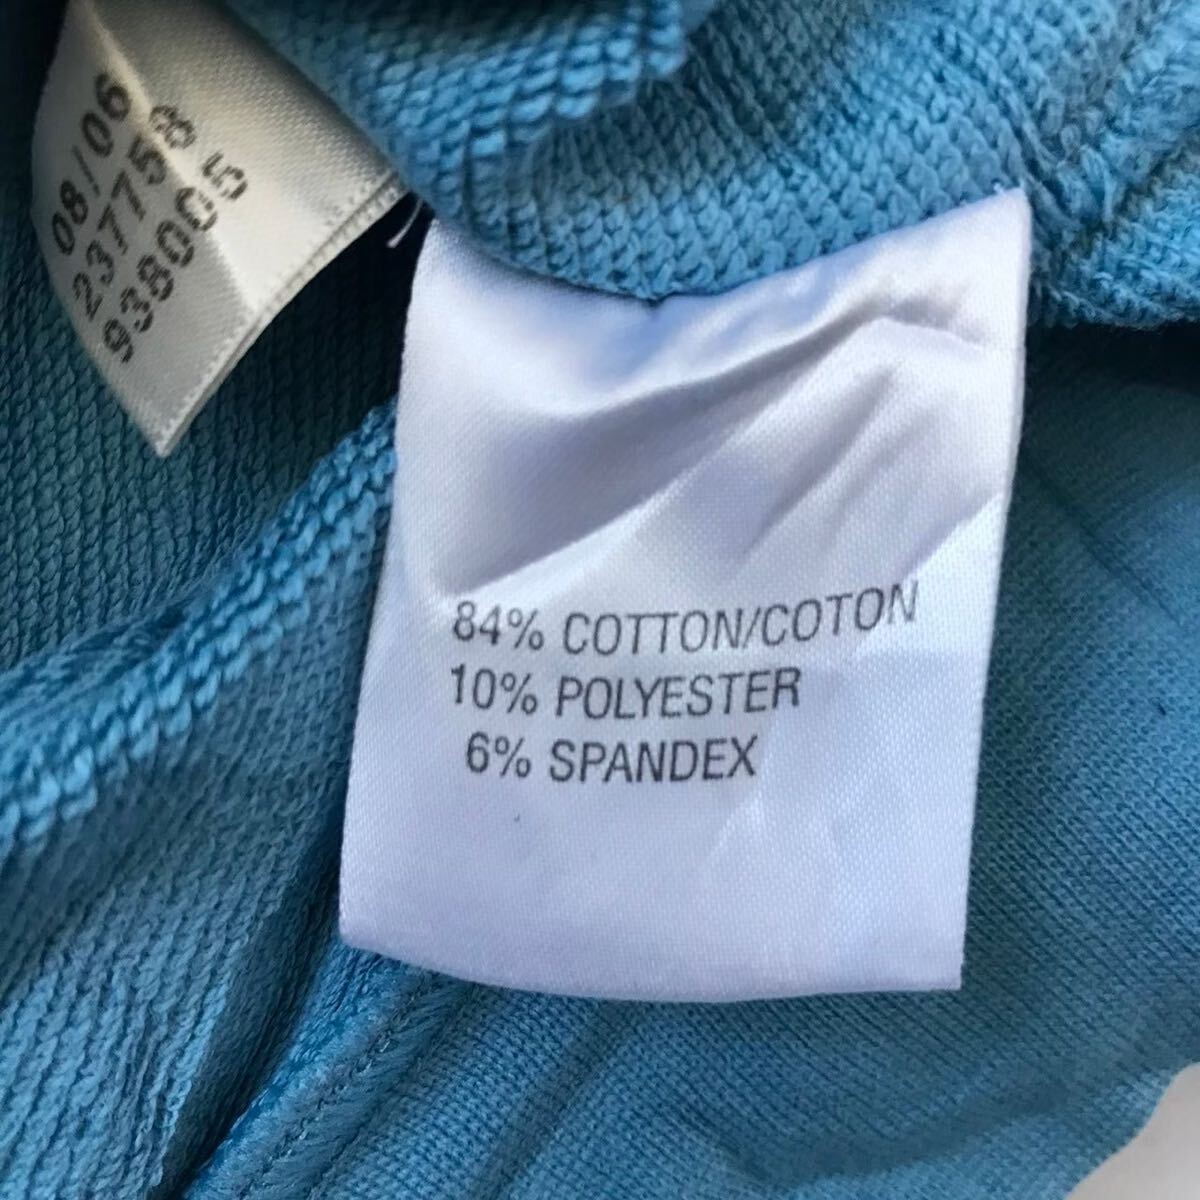 08/06
237758
938005
84% COTTON/COTON
10% POLYESTER
6% SPANDEX